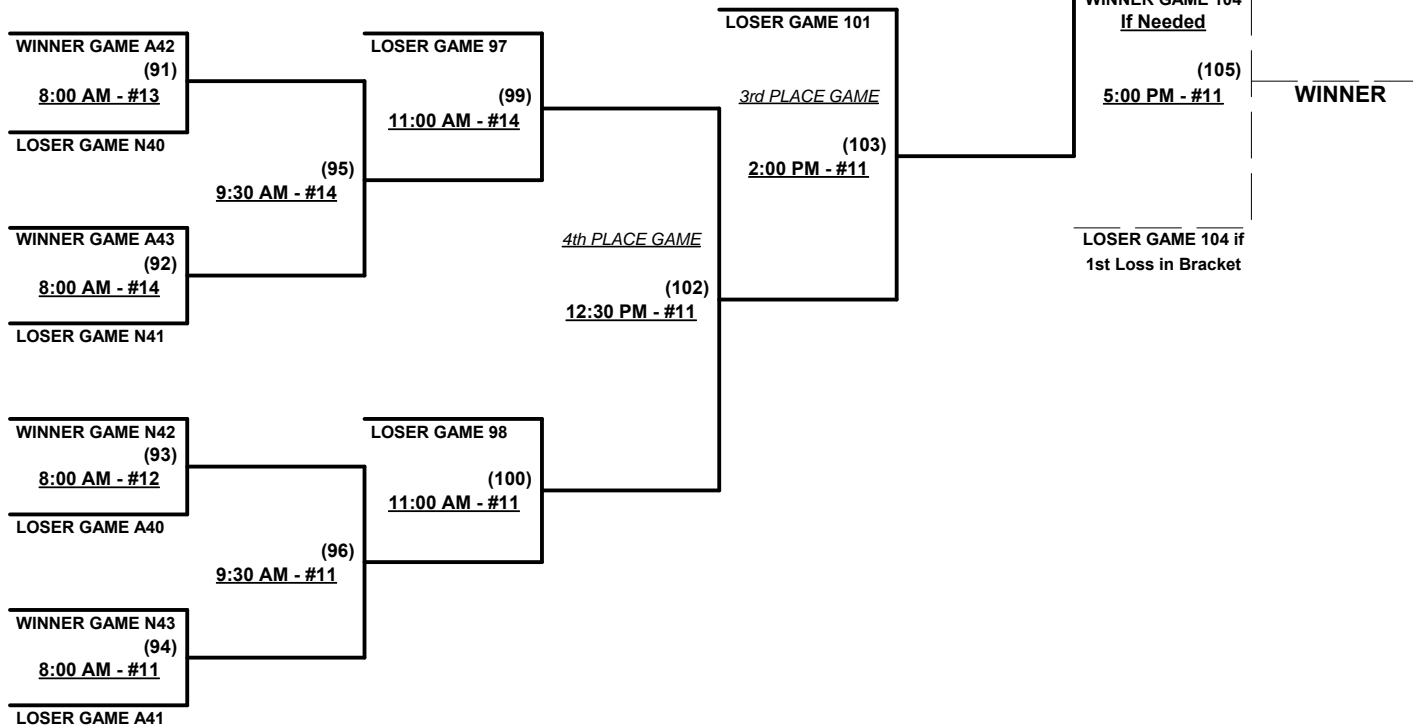 WINNER GAME 104
If Needed
(105)
5:00 PM - #11
WINNER
LOSER GAME 104 if
1st Loss in Bracket
LOSER GAME 101
3rd PLACE GAME
(103)
2:00 PM - #11
WINNER GAME A42
(91)
8:00 AM - #13
LOSER GAME N40
LOSER GAME 97
(99)
11:00 AM - #14
(95)
9:30 AM - #14
WINNER GAME A43
(92)
8:00 AM - #14
LOSER GAME N41
4th PLACE GAME
(102)
12:30 PM - #11
WINNER GAME N42
(93)
8:00 AM - #12
LOSER GAME A40
LOSER GAME 98
(100)
11:00 AM - #11
(96)
9:30 AM - #11
WINNER GAME N43
(94)
8:00 AM - #11
LOSER GAME A41